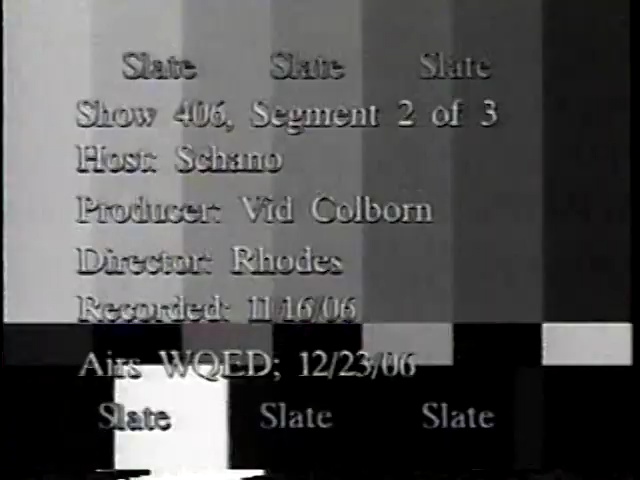 Slate Slate Slate
Show 406, Segment 2 of 3
Host: Schano
Producer: Vid Colborn
Director: Rhodes
Recorded: 11/16/06
Airs WQED; 12/23/06
Slate Slate Slate